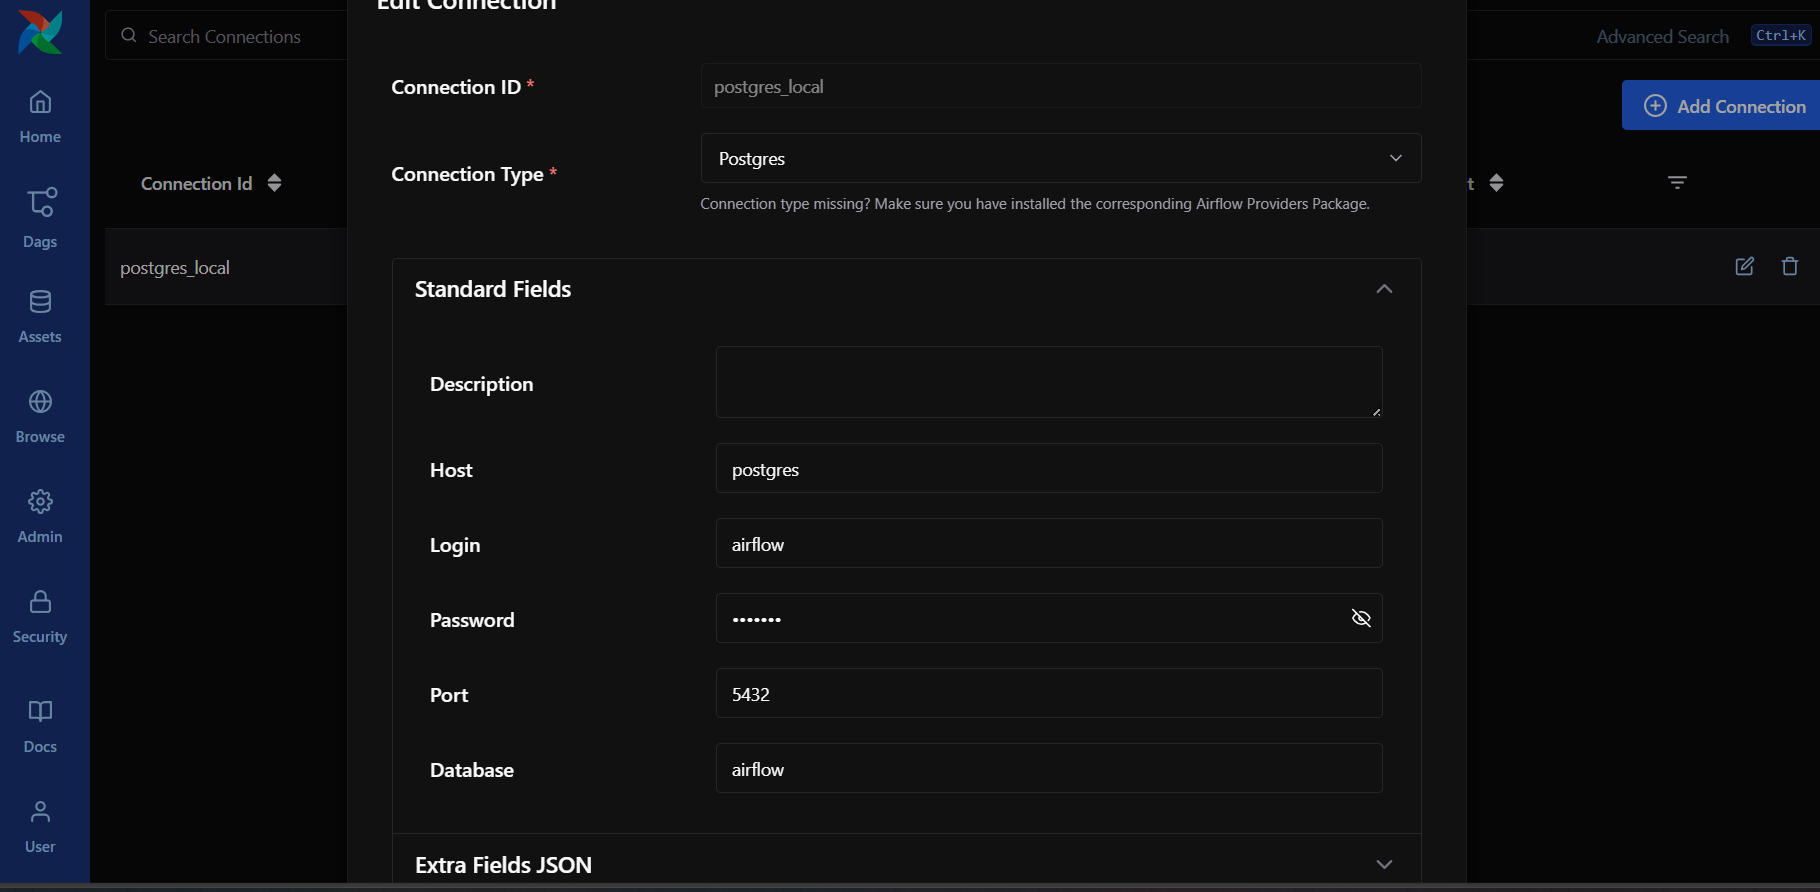 Edit Connection
Search Connections
Advanced Search Ctrl+K
Home
Connection ID *
postgres_local
Add Connection
Connection Type *
Postgres
Connection Id
t
Connection type missing? Make sure you have installed the corresponding Airflow Providers Package.
Dags
postgres_local
Standard Fields
Assets
Description
Browse
Host
postgres
Admin
Login
airflow
Security
Password
•••••••
Port
5432
Docs
Database
airflow
User
Extra Fields JSON